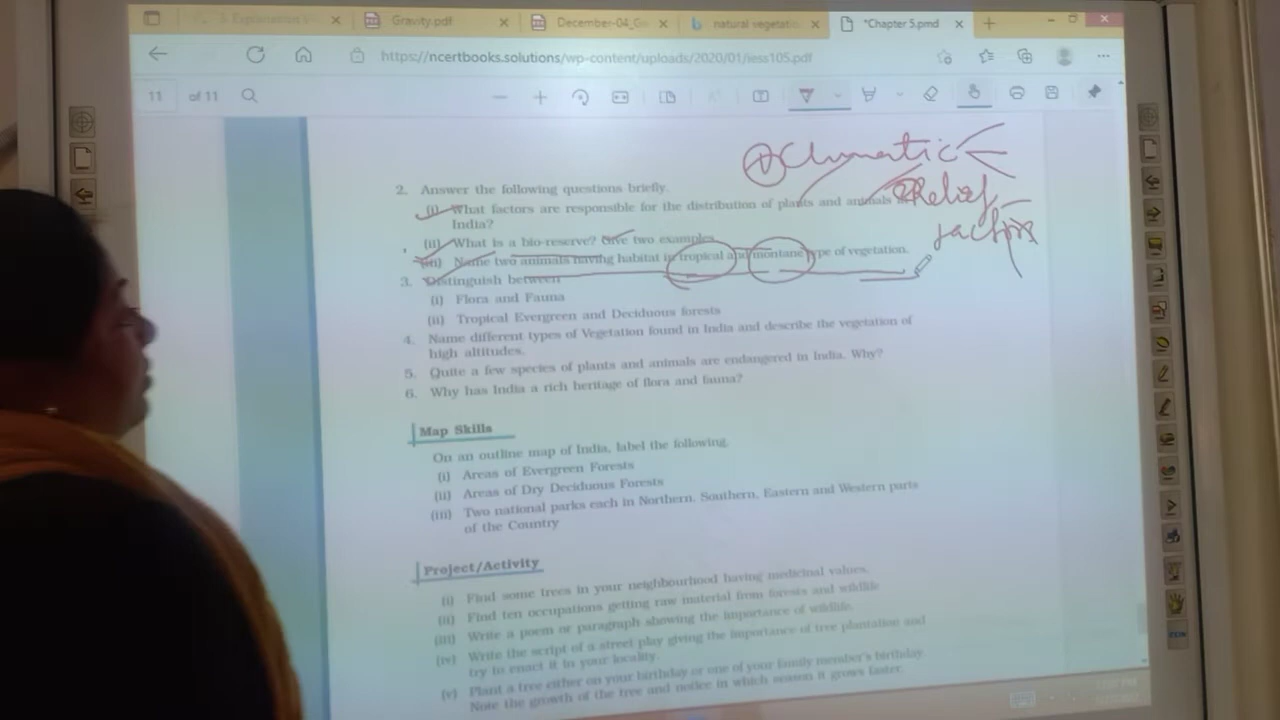 Gravity.pdf
December-04_G
natural vegetati
*Chapter 5.pmd
https://ncertbooks.solutions/wp-content/uploads/2020/01/iess105.pdf
11 of 11
① Clymatic
② Relief
factors
2. Answer the following questions briefly.
(i) What factors are responsible for the distribution of plants and animals in
India?
(ii) What is a bio-reserve? Give two examples.
(iii) Name two animals having habitat in tropical and montane type of vegetation.
3. Distinguish between
(i) Flora and Fauna
(ii) Tropical Evergreen and Deciduous forests
4. Name different types of Vegetation found in India and describe the vegetation of
high altitudes.
5. Quite a few species of plants and animals are endangered in India. Why?
6. Why has India a rich heritage of flora and fauna?
Map Skills
On an outline map of India, label the following.
(i) Areas of Evergreen Forests
(ii) Areas of Dry Deciduous Forests
(iii) Two national parks each in Northern, Southern, Eastern and Western parts
of the Country
Project/Activity
(i) Find some trees in your neighbourhood having medicinal values.
(ii) Find ten occupations getting raw material from forests and wildlife.
(iii) Write a poem or paragraph showing the importance of wildlife.
(iv) Write the script of a street play giving the importance of tree plantation and
try to enact it in your locality.
(v) Plant a tree either on your birthday or one of your family member's birthday.
Note the growth of the tree and notice in which season it grows faster.